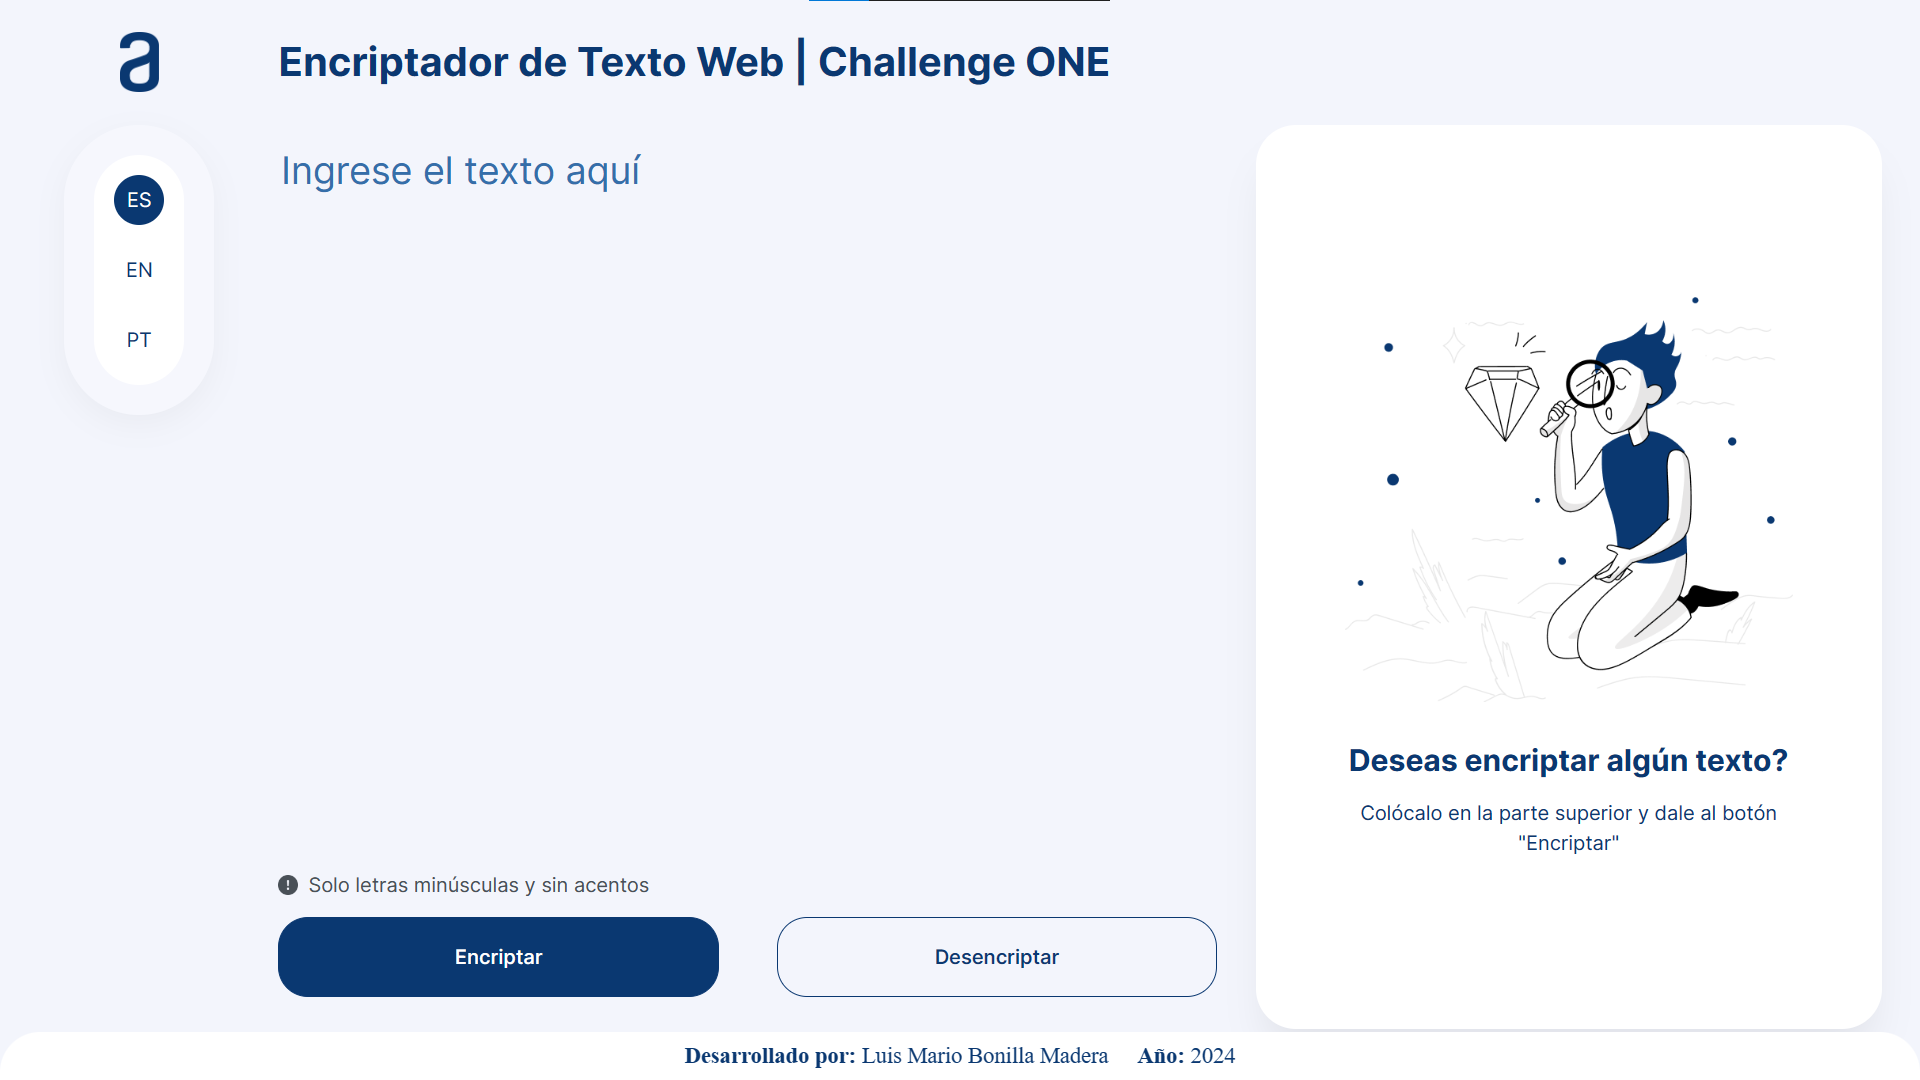 a
Encriptador de Texto Web | Challenge ONE
ES
EN
PT
Ingrese el texto aquí
Deseas encriptar algún texto?
Colócalo en la parte superior y dale al botón
"Encriptar"
! Solo letras minúsculas y sin acentos
Encriptar
Desencriptar
Desarrollado por: Luis Mario Bonilla Madera Año: 2024